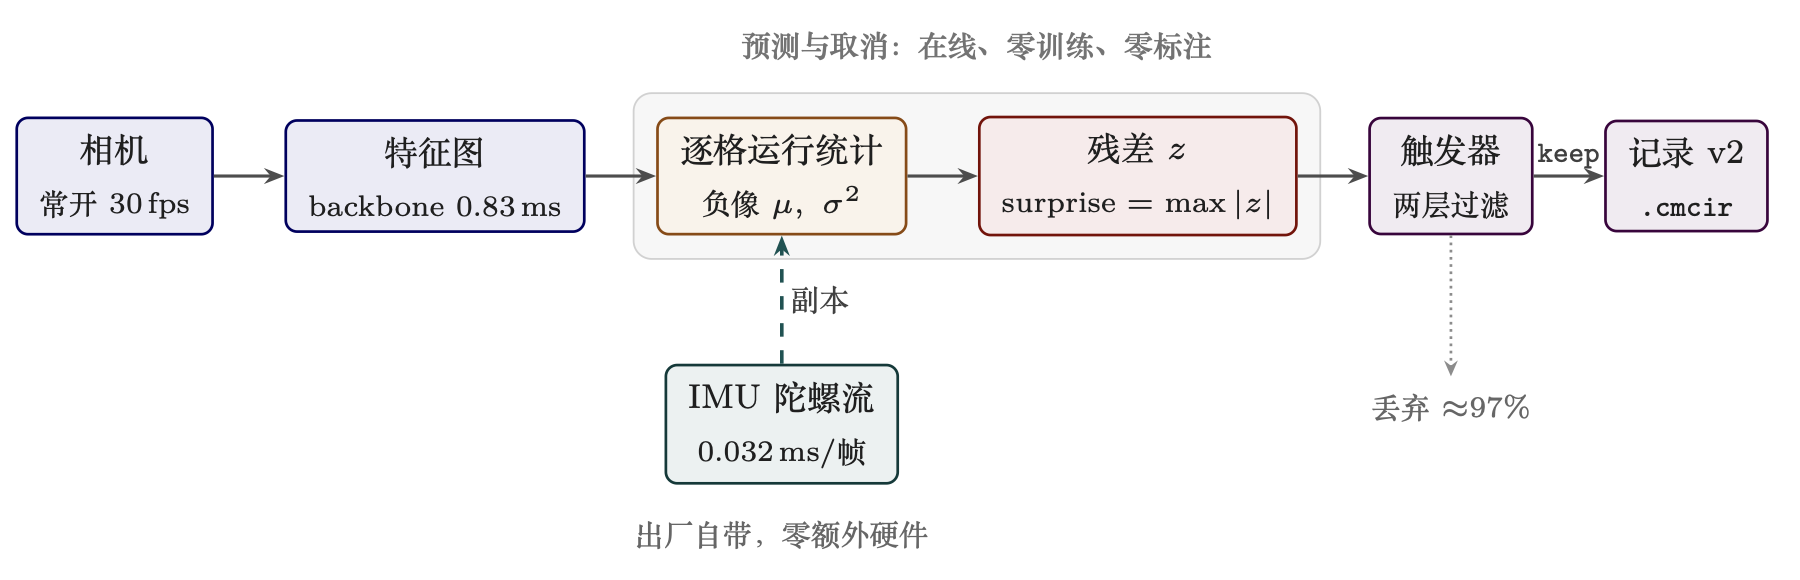 预测与取消：在线、零训练、零标注
相机
常开 30 fps
特征图
backbone 0.83 ms
逐格运行统计
负像 μ, σ²
残差 z
surprise = max |z|
触发器
两层过滤
keep
记录 v2
.cmcir
副本
IMU 陀螺流
0.032 ms/帧
丢弃 ≈97%
出厂自带，零额外硬件